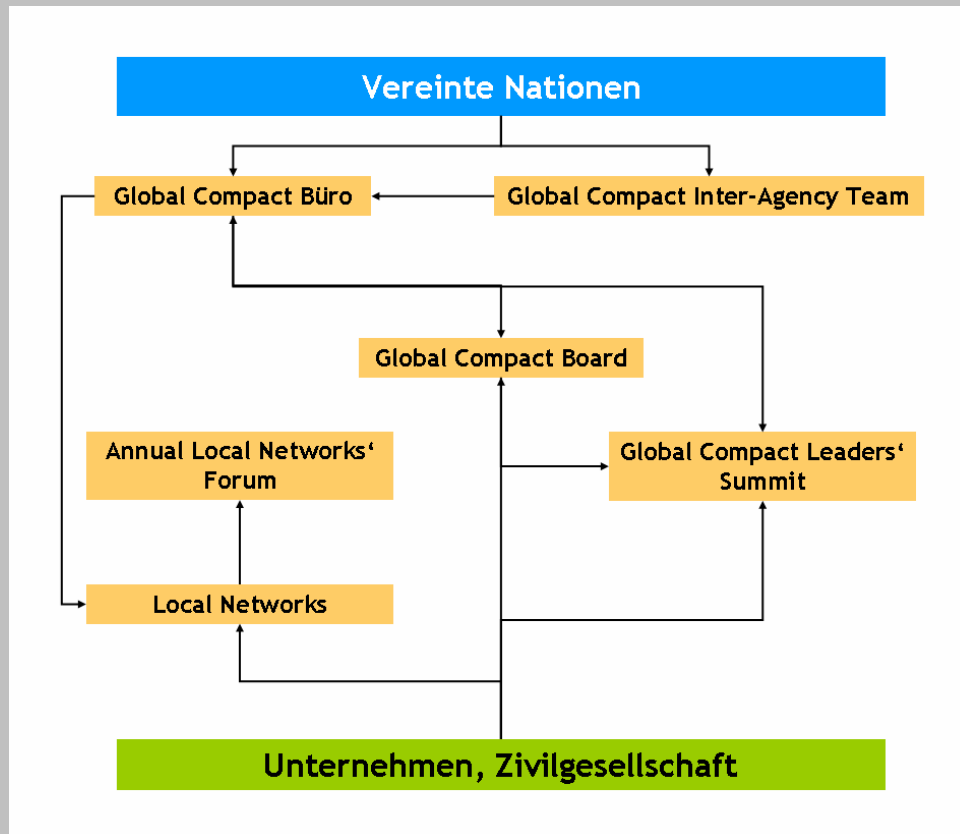 Vereinte Nationen
Global Compact Büro
Global Compact Inter-Agency Team
Global Compact Board
Annual Local Networks‘
Forum
Global Compact Leaders‘
Summit
Local Networks
Unternehmen, Zivilgesellschaft